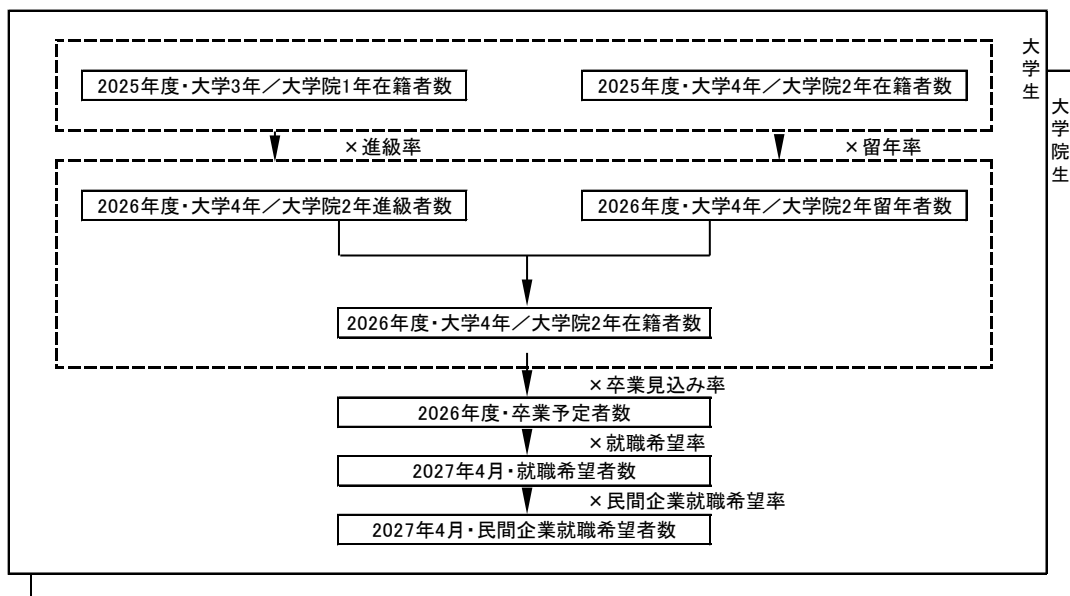 大学生
大学院生
2025年度・大学3年／大学院1年在籍者数
2025年度・大学4年／大学院2年在籍者数
×進級率
×留年率
2026年度・大学4年／大学院2年進級者数
2026年度・大学4年／大学院2年留年者数
2026年度・大学4年／大学院2年在籍者数
×卒業見込み率
2026年度・卒業予定者数
×就職希望率
2027年4月・就職希望者数
×民間企業就職希望率
2027年4月・民間企業就職希望者数